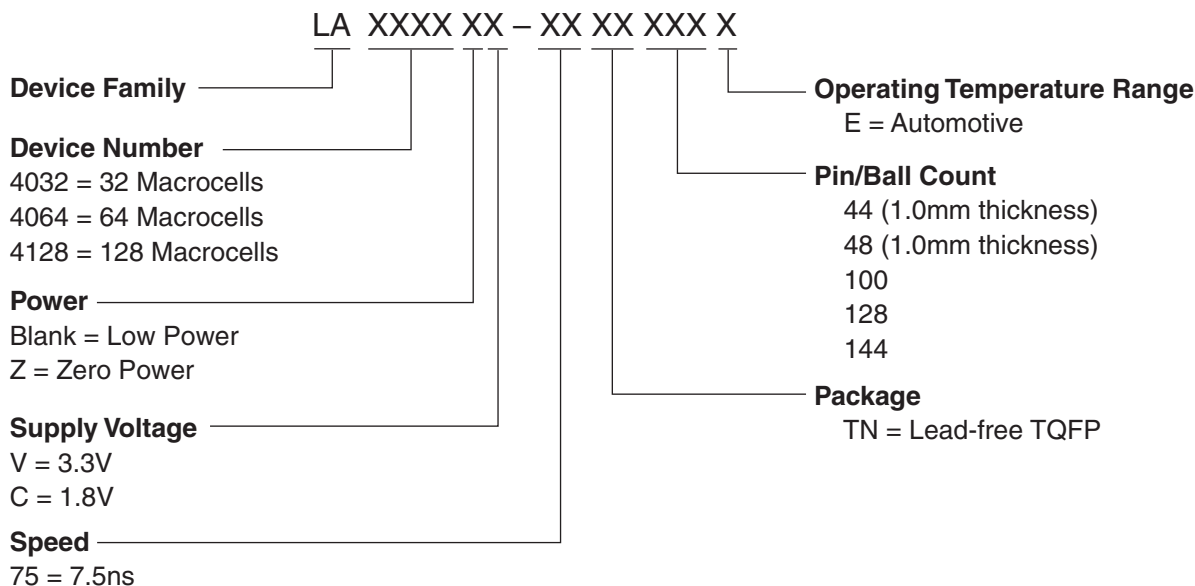 LA XXXX XX – XX XX XXX X
Device Family
Device Number
4032 = 32 Macrocells
4064 = 64 Macrocells
4128 = 128 Macrocells
Power
Blank = Low Power
Z = Zero Power
Supply Voltage
V = 3.3V
C = 1.8V
Speed
75 = 7.5ns
Operating Temperature Range
E = Automotive
Pin/Ball Count
44 (1.0mm thickness)
48 (1.0mm thickness)
100
128
144
Package
TN = Lead-free TQFP